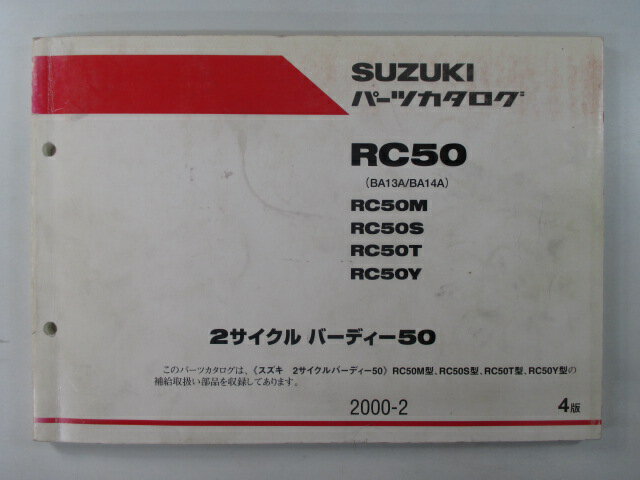 SUZUKI
パーツカタログ
RC50
(BA13A/BA14A)
RC50M
RC50S
RC50T
RC50Y
2サイクル バーディー50
このパーツカタログは、《スズキ 2サイクルバーディー50》RC50M型、RC50S型、RC50T型、RC50Y型の
補給取扱い部品を収録してあります。
2000-2
4版